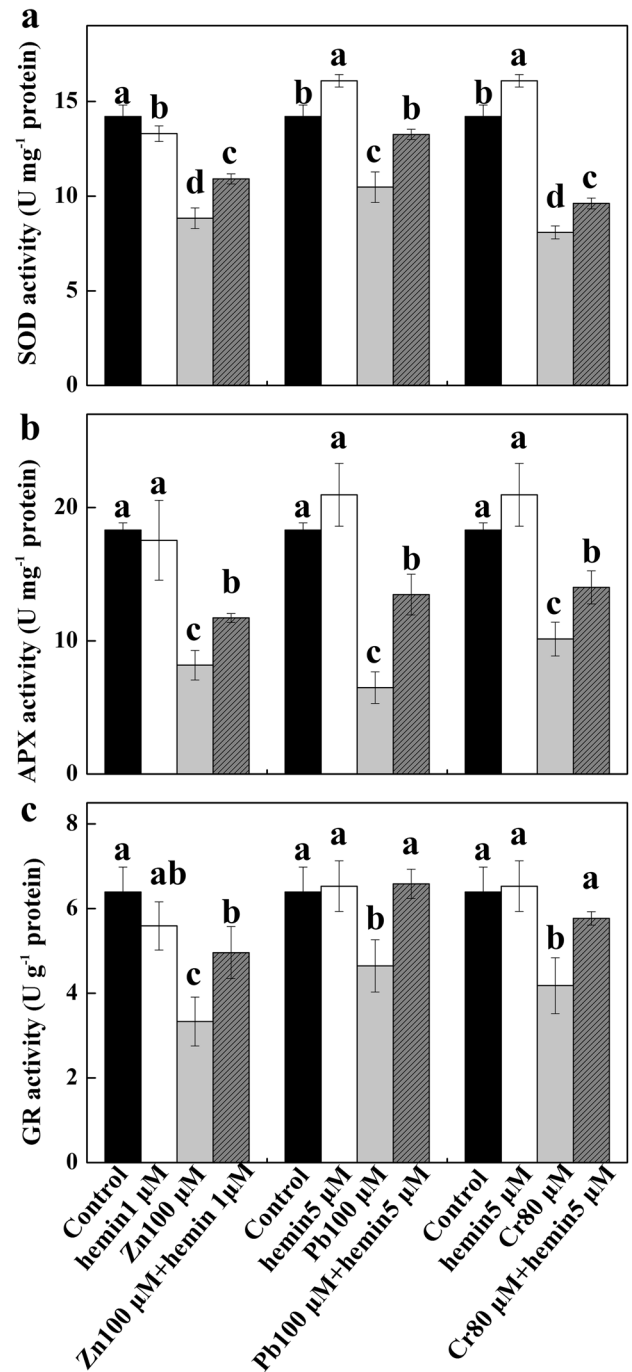 a
SOD activity (U mg⁻¹ protein)
15
10
5
0
a b d c
b a c b
b a d c
b
APX activity (U mg⁻¹ protein)
20
10
0
a a c b
a a c b
a a c b
c
GR activity (U g⁻¹ protein)
8
6
4
2
0
a ab c b
a a b a
a a b a
Control
hemin1 μM
Zn100 μM
Zn100 μM+hemin 1μM
Control
hemin5 μM
Pb100 μM
Pb100 μM+hemin5 μM
Control
hemin5 μM
Cr80 μM
Cr80 μM+hemin5 μM